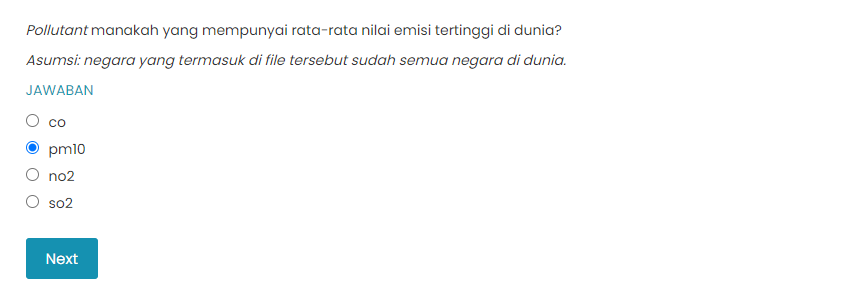 Pollutant manakah yang mempunyai rata-rata nilai emisi tertinggi di dunia?
Asumsi: negara yang termasuk di file tersebut sudah semua negara di dunia.
JAWABAN
co
pm10
no2
so2
Next